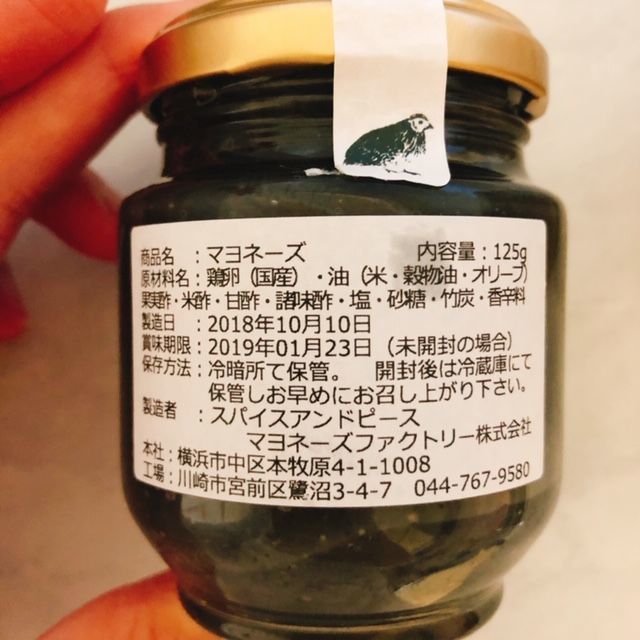 商品名 ：マヨネーズ 内容量：125g
原材料名：鶏卵（国産）・油（米・穀物油・オリーブ）
果実酢・米酢・甘酢・諸味酢・塩・砂糖・竹炭・香辛料
製造日 ：2018年10月10日
賞味期限：2019年01月23日（未開封の場合）
保存方法：冷暗所て保管。 開封後は冷蔵庫にて
保管しお早めにお召し上がり下さい。
製造者 ：スパイスアンドピース
マヨネーズファクトリー株式会社
本社：横浜市中区本牧原4-1-1008
工場：川崎市宮前区鷺沼3-4-7 044-767-9580